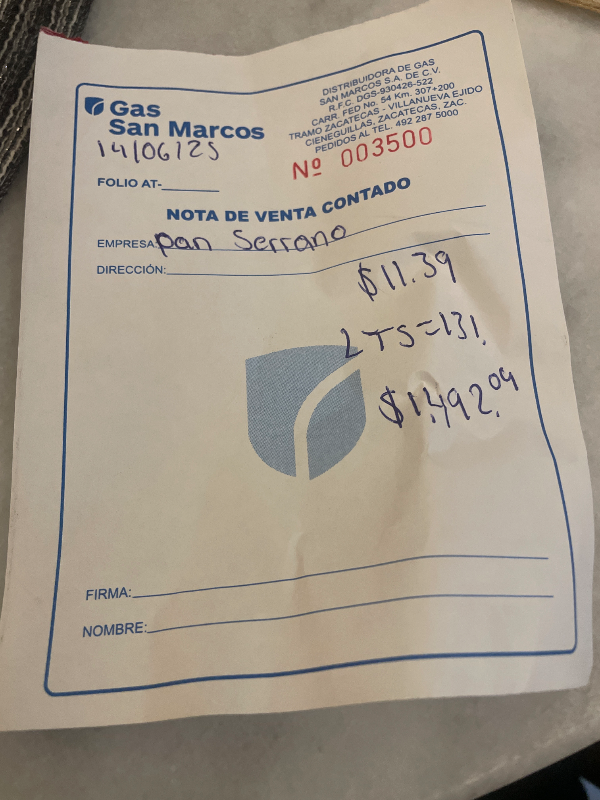 Gas
San Marcos
14/06/25
DISTRIBUIDORA DE GAS
SAN MARCOS S.A. DE C.V.
R.F.C. DGS-930426-522
CARR. FED No. 54 Km. 307+200
TRAMO ZACATECAS - VILLANUEVA EJIDO
CIENEGUILLAS, ZACATECAS, ZAC.
PEDIDOS AL TEL. 492 287 5000
Nº 003500
FOLIO AT-
NOTA DE VENTA CONTADO
EMPRESA: pan Serrano
DIRECCIÓN:
$11.39
LTS=131.
$1,492.09
FIRMA:
NOMBRE: